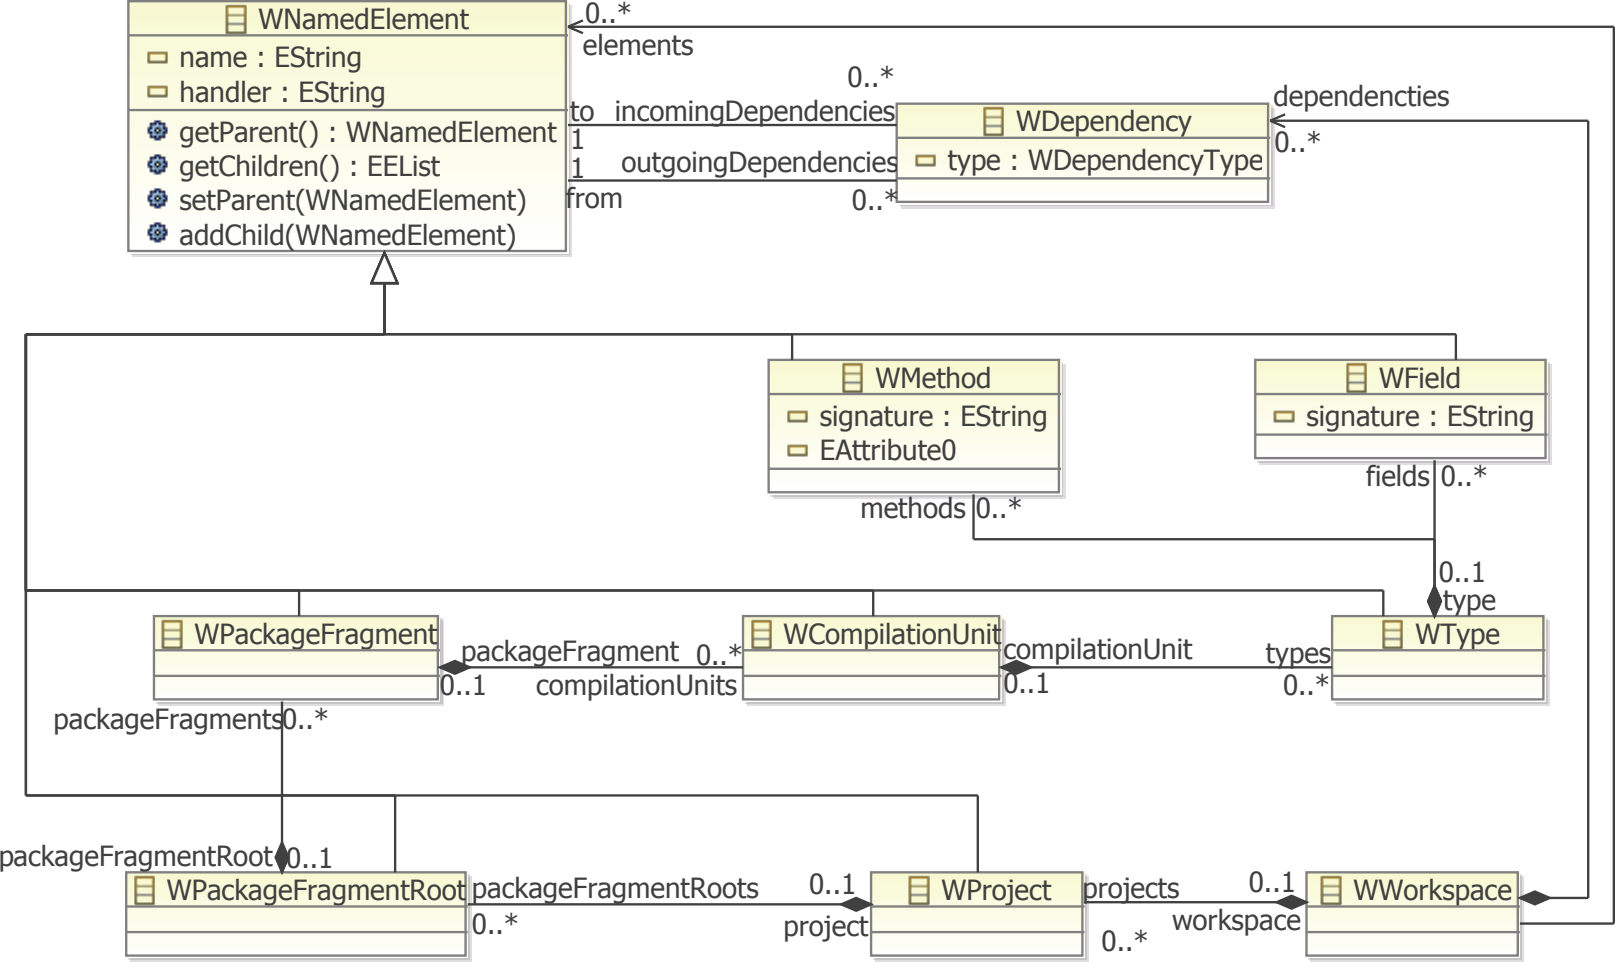 WNamedElement
name : EString
handler : EString
getParent() : WNamedElement
getChildren() : EEList
setParent(WNamedElement)
addChild(WNamedElement)
0..*
elements
0..*
to incomingDependencies
1
1 outgoingDependencies
from
0..*
WDependency
type : WDependencyType
dependencties
0..*
WMethod
signature : EString
EAttribute0
methods 0..*
WField
signature : EString
fields 0..*
0..1
type
WPackageFragment
packageFragment 0..*
0..1 compilationUnits
WCompilationUnit
compilationUnit types
0..1 0..*
WType
packageFragments 0..*
packageFragmentRoot 0..1
WPackageFragmentRoot
packageFragmentRoots 0..1
0..* project
WProject
projects 0..1
workspace
0..*
WWorkspace